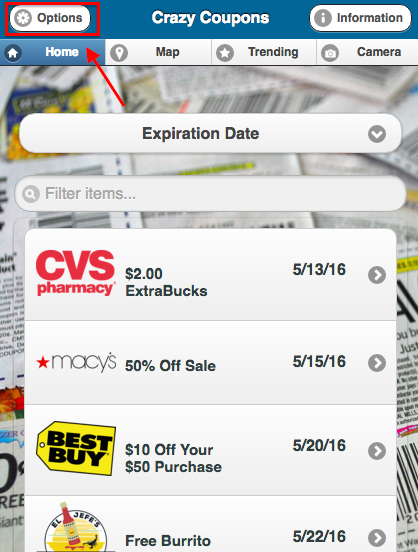 Options
Crazy Coupons
Information
Home
Map
Trending
Camera
Expiration Date
Filter items...
CVS
pharmacy
$2.00
ExtraBucks
5/13/16
macy's
50% Off Sale
5/15/16
BEST
BUY
$10 Off Your
$50 Purchase
5/20/16
EL JEFE'S
Free Burrito
5/22/16